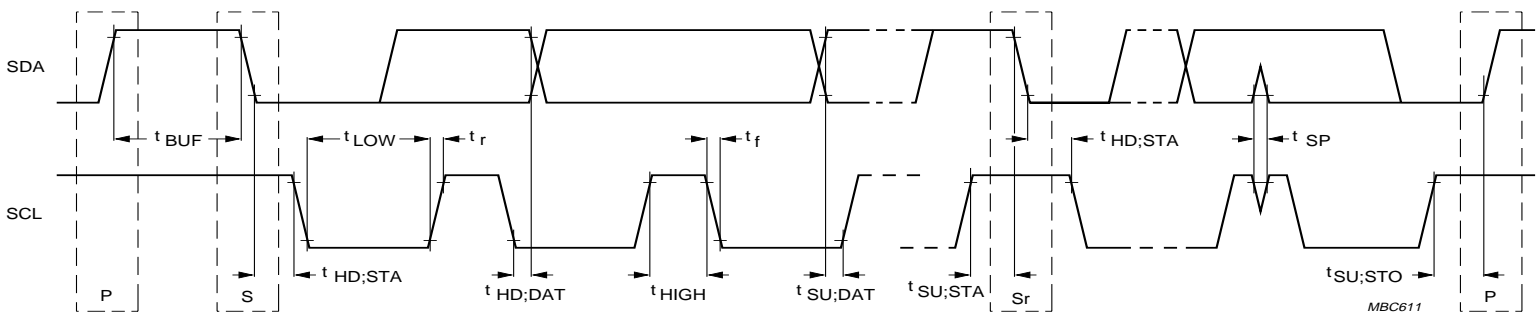 SDA
t BUF
t LOW
t r
t f
t HD;STA
t SP
SCL
t HD;STA
t HD;DAT
t HIGH
t SU;DAT
t SU;STA
t SU;STO
P
S
Sr
P
MBC611